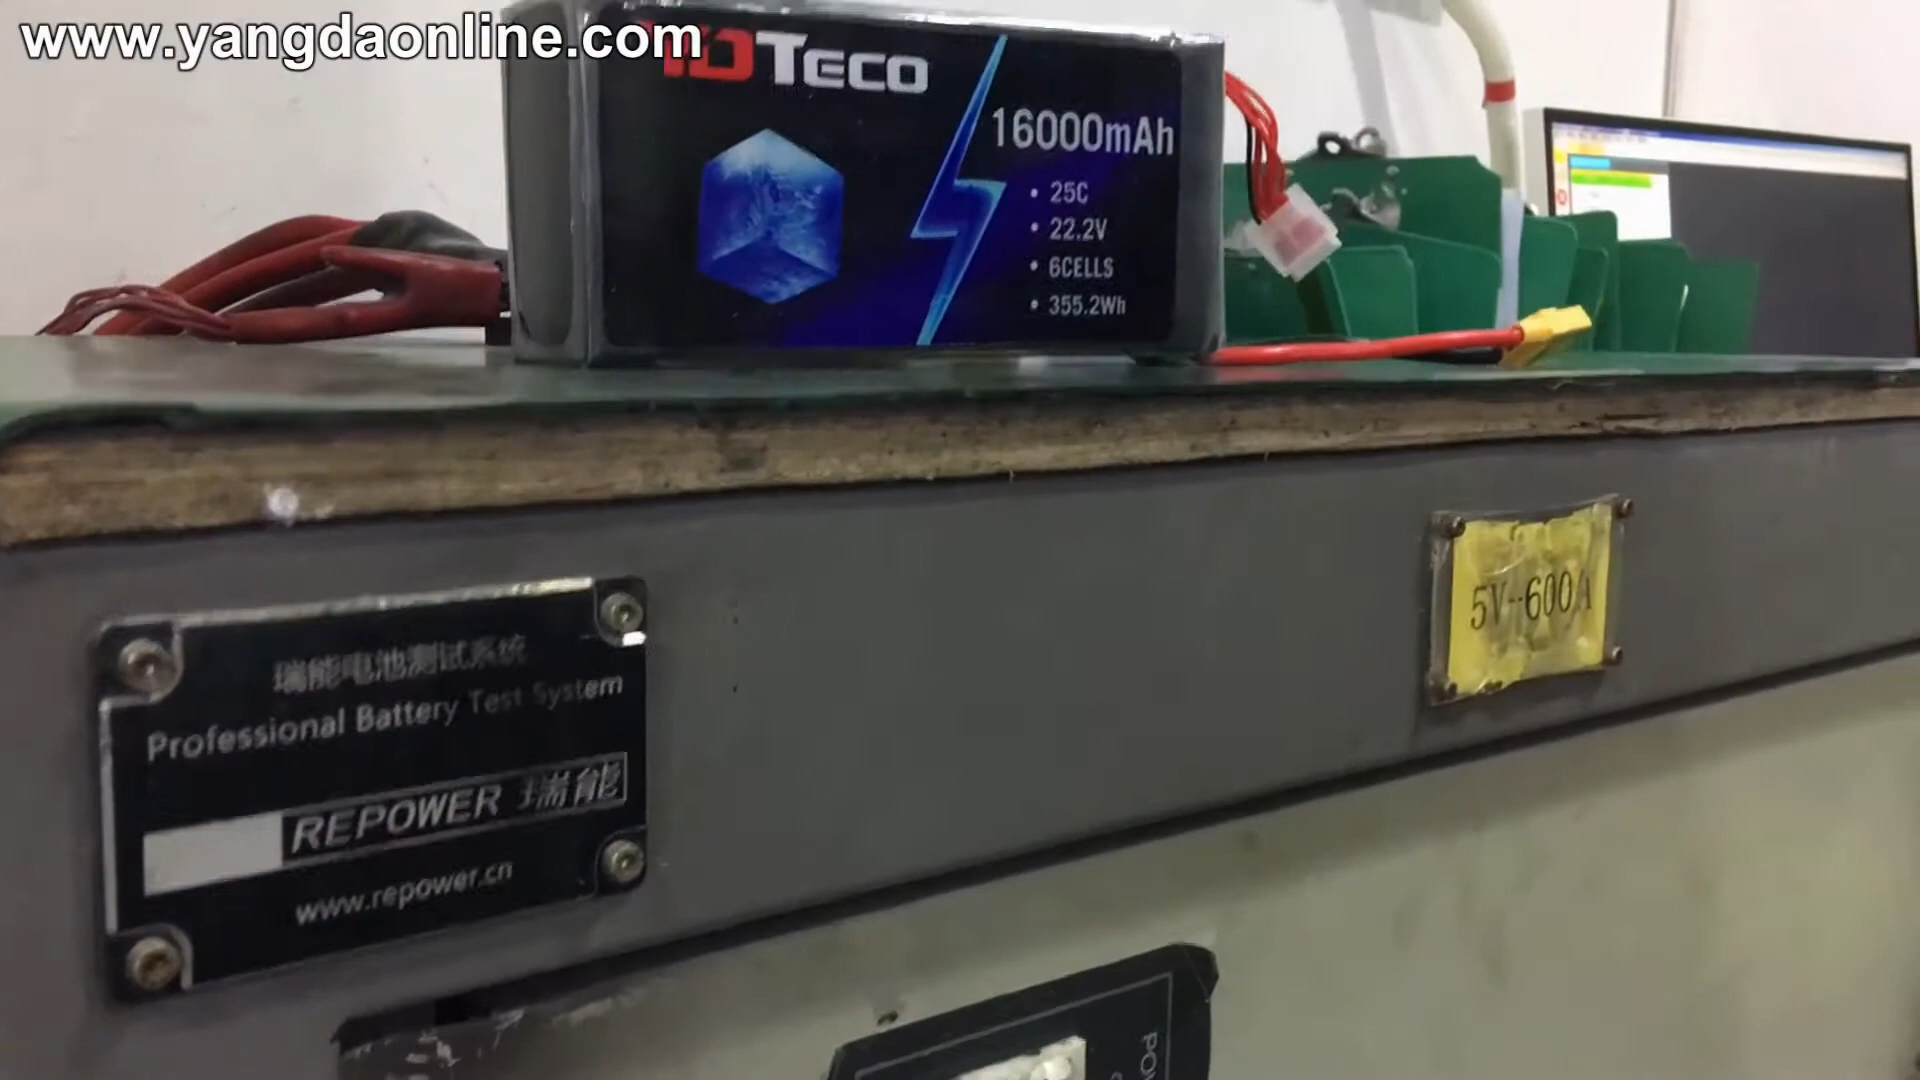 www.yangdaonline.com
TECO
16000mAh
• 25C
• 22.2V
• 6CELLS
• 355.2Wh
5V--600A
瑞能电池测试系统
Professional Battery Test System
REPOWER 瑞能
www.repower.cn